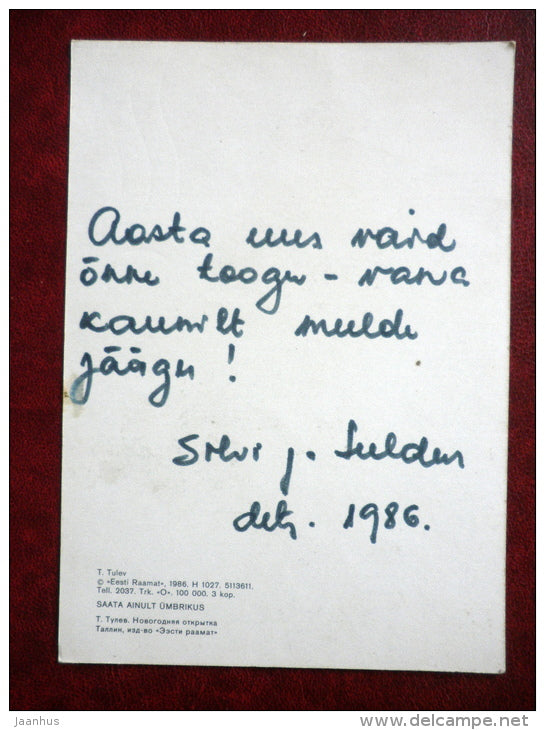 Aasta uus vaid
õnne toogu - vana
kaunilt meelde
jäägu!
Silvi j.
dets. 1986.
T. Tulev
© «Eesti Raamat», 1986. H 1027. 5113611.
Tell. 2037. Trk. «O». 100 000. 3 kop.
SAATA AINULT ÜMBRIKUS
Т. Тулев. Новогодняя открытка
Таллин, изд-во «Ээсти раамат»
jaanhus
www.delcampe.net